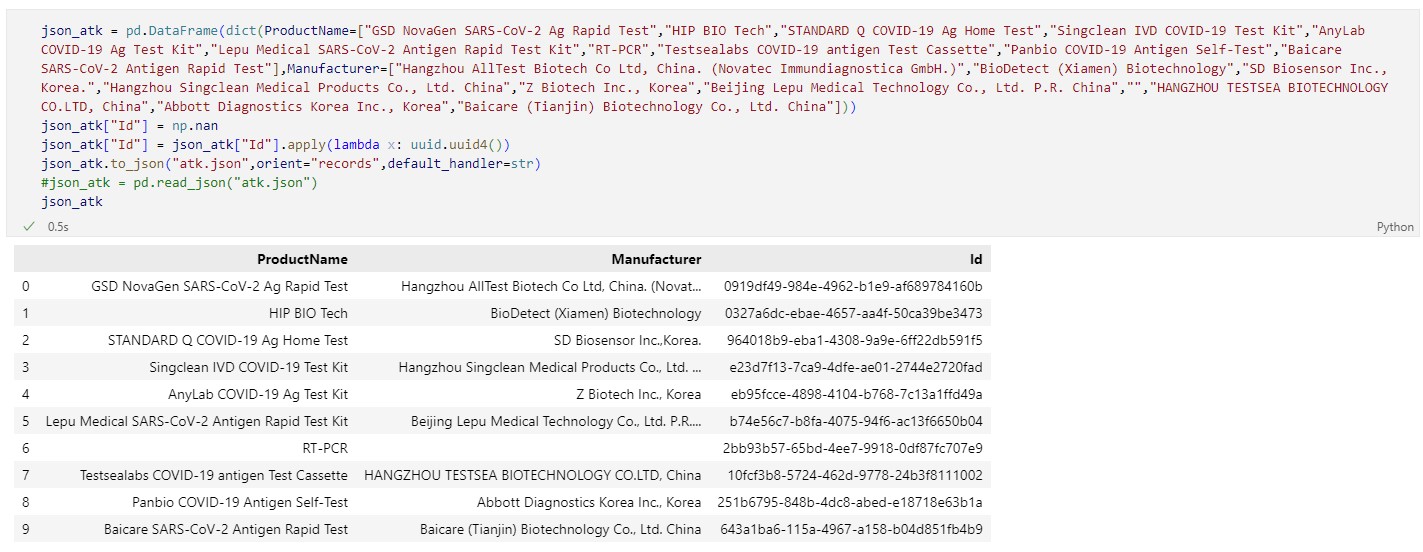 json_atk = pd.DataFrame(dict(ProductName=["GSD NovaGen SARS-CoV-2 Ag Rapid Test","HIP BIO Tech","STANDARD Q COVID-19 Ag Home Test","Singclean IVD COVID-19 Test Kit","AnyLab
COVID-19 Ag Test Kit","Lepu Medical SARS-CoV-2 Antigen Rapid Test Kit","RT-PCR","Testsealabs COVID-19 antigen Test Cassette","Panbio COVID-19 Antigen Self-Test","Baicare
SARS-CoV-2 Antigen Rapid Test"],Manufacturer=["Hangzhou AllTest Biotech Co Ltd, China. (Novatec Immundiagnostica GmbH.)","BioDetect (Xiamen) Biotechnology","SD Biosensor Inc.,
Korea.","Hangzhou Singclean Medical Products Co., Ltd. China","Z Biotech Inc., Korea","Beijing Lepu Medical Technology Co., Ltd. P.R. China","","HANGZHOU TESTSEA BIOTECHNOLOGY
CO.LTD, China","Abbott Diagnostics Korea Inc., Korea","Baicare (Tianjin) Biotechnology Co., Ltd. China"]))
json_atk["Id"] = np.nan
json_atk["Id"] = json_atk["Id"].apply(lambda x: uuid.uuid4())
json_atk.to_json("atk.json",orient="records",default_handler=str)
#json_atk = pd.read_json("atk.json")
json_atk
0.5s Python
ProductName Manufacturer Id
0 GSD NovaGen SARS-CoV-2 Ag Rapid Test Hangzhou AllTest Biotech Co Ltd, China. (Novat... 0919df49-984e-4962-b1e9-af689784160b
1 HIP BIO Tech BioDetect (Xiamen) Biotechnology 0327a6dc-ebae-4657-aa4f-50ca39be3473
2 STANDARD Q COVID-19 Ag Home Test SD Biosensor Inc.,Korea. 964018b9-eba1-4308-9a9e-6ff22db591f5
3 Singclean IVD COVID-19 Test Kit Hangzhou Singclean Medical Products Co., Ltd. ... e23d7f13-7ca9-4dfe-ae01-2744e2720fad
4 AnyLab COVID-19 Ag Test Kit Z Biotech Inc., Korea eb95fcce-4898-4104-b768-7c13a1ffd49a
5 Lepu Medical SARS-CoV-2 Antigen Rapid Test Kit Beijing Lepu Medical Technology Co., Ltd. P.R.... b74e56c7-b8fa-4075-94f6-ac13f6650b04
6 RT-PCR 2bb93b57-65bd-4ee7-9918-0df87fc707e9
7 Testsealabs COVID-19 antigen Test Cassette HANGZHOU TESTSEA BIOTECHNOLOGY CO.LTD, China 10fcf3b8-5724-462d-9778-24b3f8111002
8 Panbio COVID-19 Antigen Self-Test Abbott Diagnostics Korea Inc., Korea 251b6795-848b-4dc8-abed-e18718e63b1a
9 Baicare SARS-CoV-2 Antigen Rapid Test Baicare (Tianjin) Biotechnology Co., Ltd. China 643a1ba6-115a-4967-a158-b04d851fb4b9